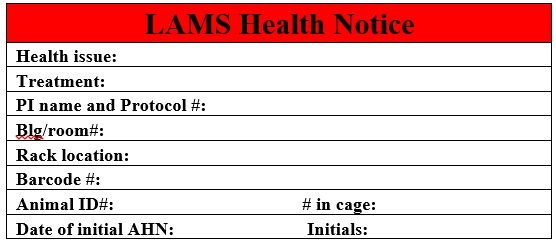 LAMS Health Notice
Health issue:
Treatment:
PI name and Protocol #:
Blg/room#:
Rack location:
Barcode #:
Animal ID#: # in cage:
Date of initial AHN: Initials: